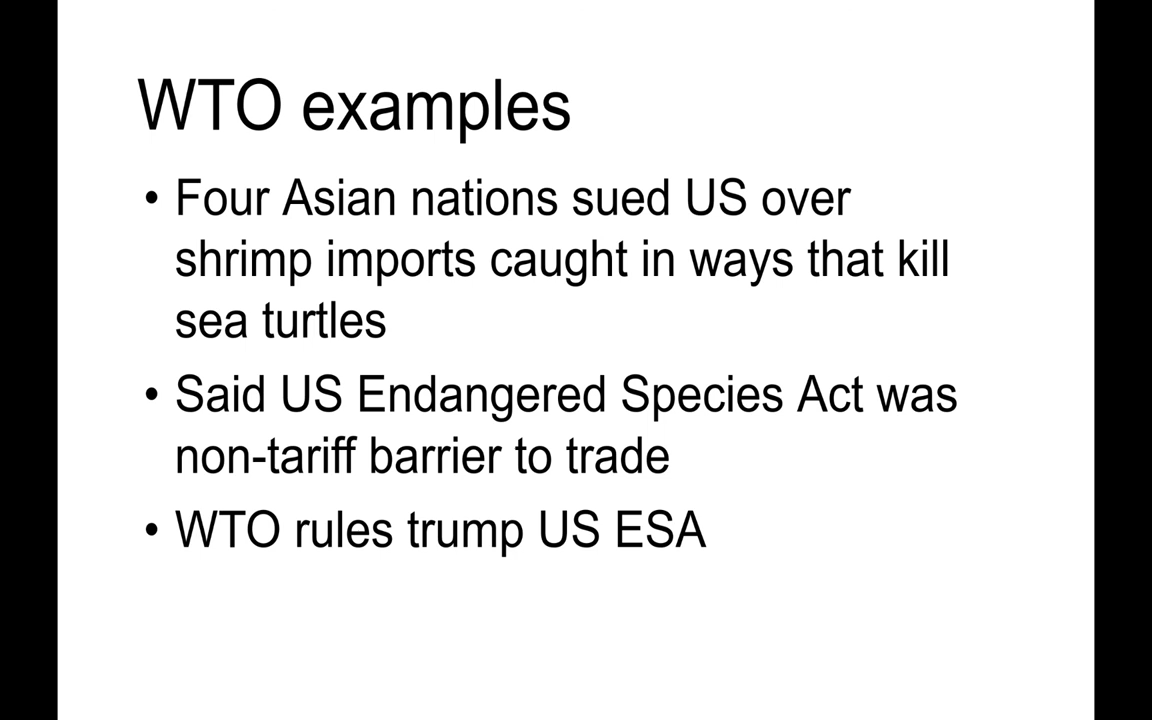 WTO examples
• Four Asian nations sued US over
shrimp imports caught in ways that kill
sea turtles
• Said US Endangered Species Act was
non-tariff barrier to trade
• WTO rules trump US ESA